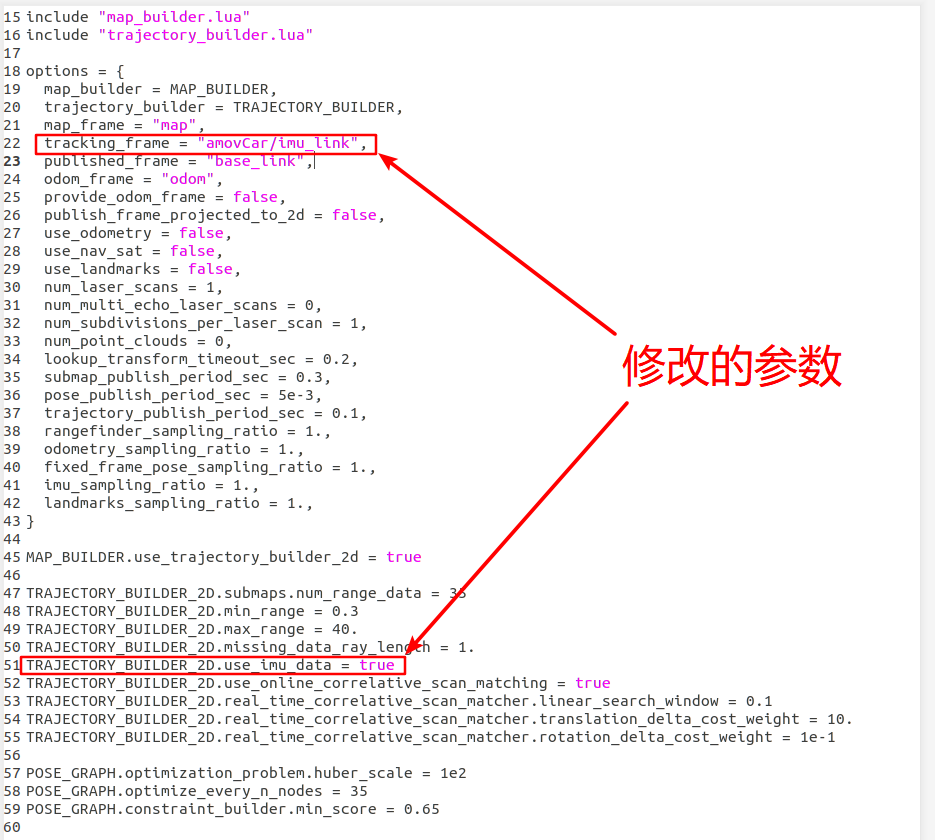 15 include "map_builder.lua"
16 include "trajectory_builder.lua"
17
18 options = {
19   map_builder = MAP_BUILDER,
20   trajectory_builder = TRAJECTORY_BUILDER,
21   map_frame = "map",
22   tracking_frame = "amovCar/imu_link",
23   published_frame = "base_link",
24   odom_frame = "odom",
25   provide_odom_frame = false,
26   publish_frame_projected_to_2d = false,
27   use_odometry = false,
28   use_nav_sat = false,
29   use_landmarks = false,
30   num_laser_scans = 1,
31   num_multi_echo_laser_scans = 0,
32   num_subdivisions_per_laser_scan = 1,
33   num_point_clouds = 0,
34   lookup_transform_timeout_sec = 0.2,
35   submap_publish_period_sec = 0.3,
36   pose_publish_period_sec = 5e-3,
修改的参数
37   trajectory_publish_period_sec = 0.1,
38   rangefinder_sampling_ratio = 1.,
39   odometry_sampling_ratio = 1.,
40   fixed_frame_pose_sampling_ratio = 1.,
41   imu_sampling_ratio = 1.,
42   landmarks_sampling_ratio = 1.,
43 }
44
45 MAP_BUILDER.use_trajectory_builder_2d = true
46
47 TRAJECTORY_BUILDER_2D.submaps.num_range_data = 35
48 TRAJECTORY_BUILDER_2D.min_range = 0.3
49 TRAJECTORY_BUILDER_2D.max_range = 40.
50 TRAJECTORY_BUILDER_2D.missing_data_ray_length = 1.
51 TRAJECTORY_BUILDER_2D.use_imu_data = true
52 TRAJECTORY_BUILDER_2D.use_online_correlative_scan_matching = true
53 TRAJECTORY_BUILDER_2D.real_time_correlative_scan_matcher.linear_search_window = 0.1
54 TRAJECTORY_BUILDER_2D.real_time_correlative_scan_matcher.translation_delta_cost_weight = 10.
55 TRAJECTORY_BUILDER_2D.real_time_correlative_scan_matcher.rotation_delta_cost_weight = 1e-1
56
57 POSE_GRAPH.optimization_problem.huber_scale = 1e2
58 POSE_GRAPH.optimize_every_n_nodes = 35
59 POSE_GRAPH.constraint_builder.min_score = 0.65
60